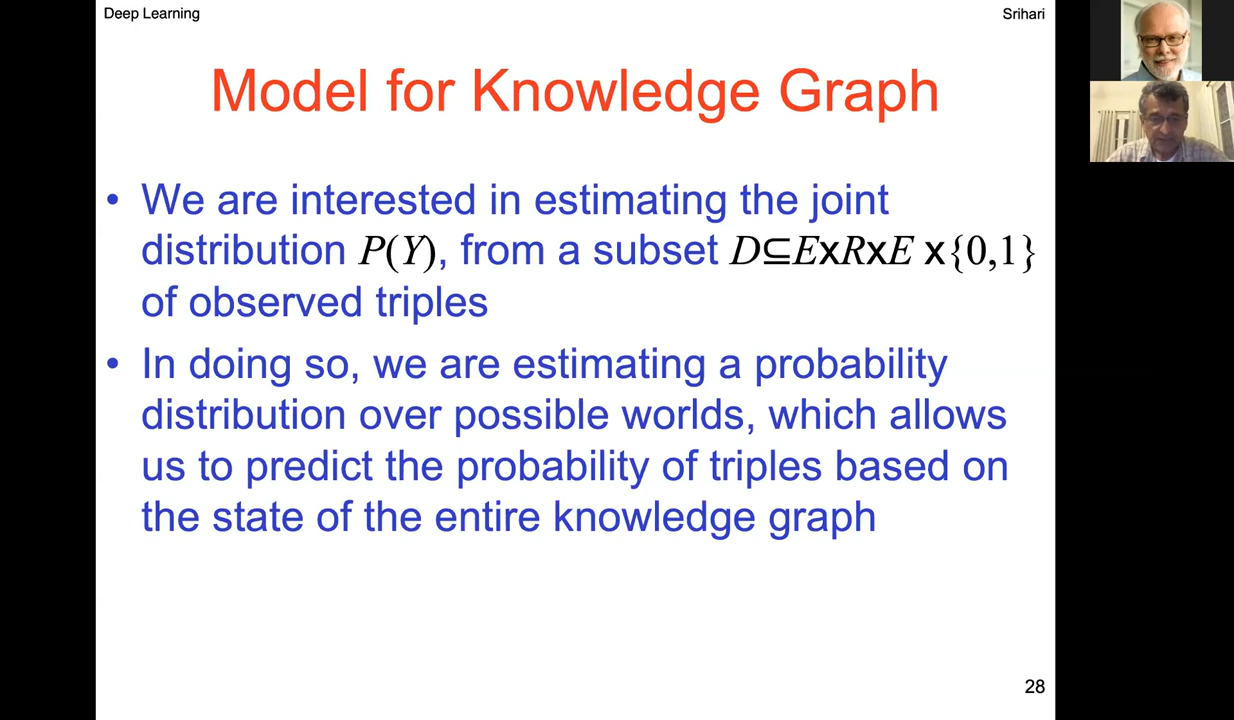 Deep Learning
Srihari
Model for Knowledge Graph
• We are interested in estimating the joint
distribution P(Y), from a subset D⊆ExRxE x{0,1}
of observed triples
• In doing so, we are estimating a probability
distribution over possible worlds, which allows
us to predict the probability of triples based on
the state of the entire knowledge graph
28